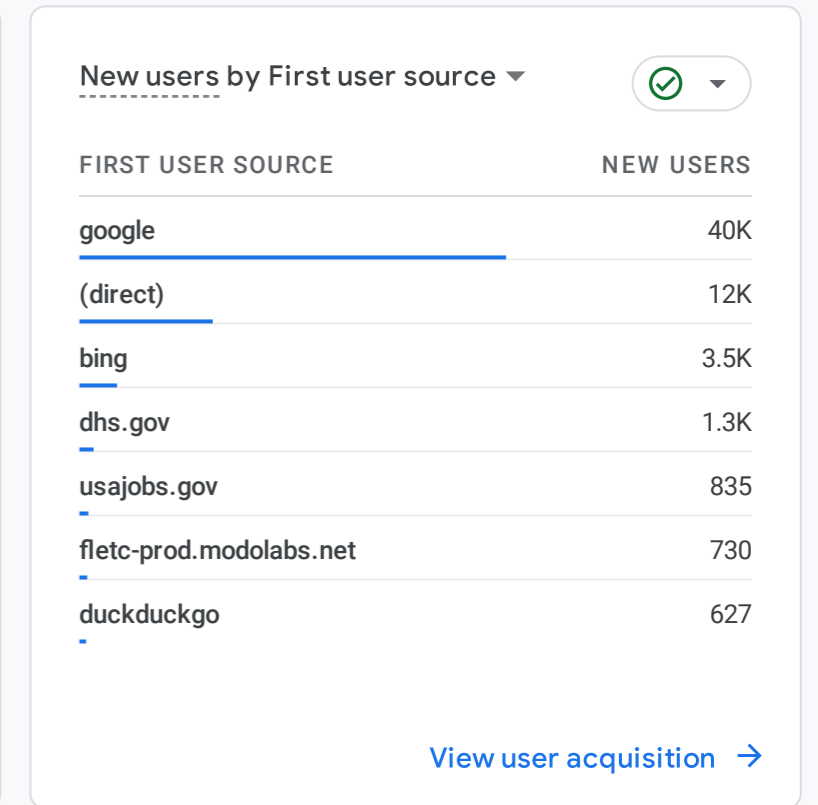 New users by First user source
FIRST USER SOURCE NEW USERS
google 40K
(direct) 12K
bing 3.5K
dhs.gov 1.3K
usajobs.gov 835
fletc-prod.modolabs.net 730
duckduckgo 627
View user acquisition